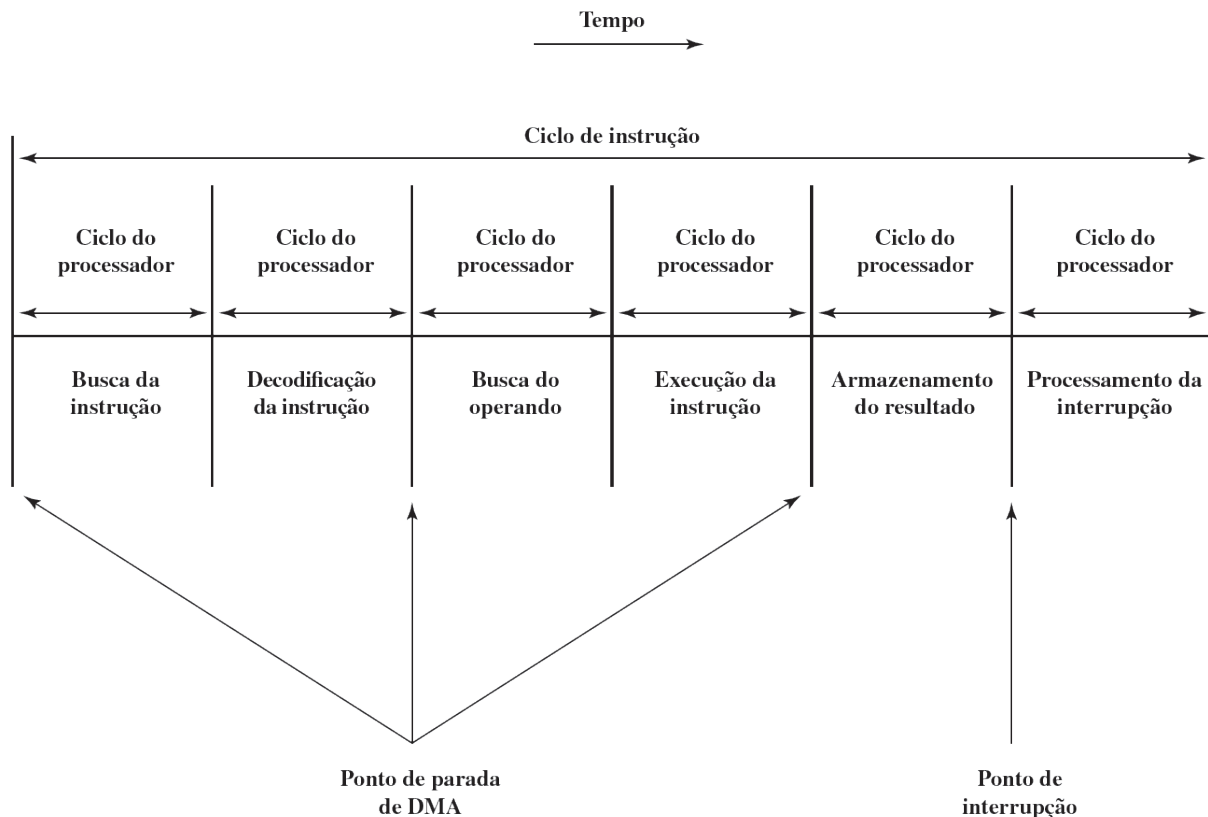 Tempo
Ciclo de instrução
Ciclo do
processador
Ciclo do
processador
Ciclo do
processador
Ciclo do
processador
Ciclo do
processador
Ciclo do
processador
Busca da
instrução
Decodificação
da instrução
Busca do
operando
Execução da
instrução
Armazenamento
do resultado
Processamento da
interrupção
Ponto de parada
de DMA
Ponto de
interrupção